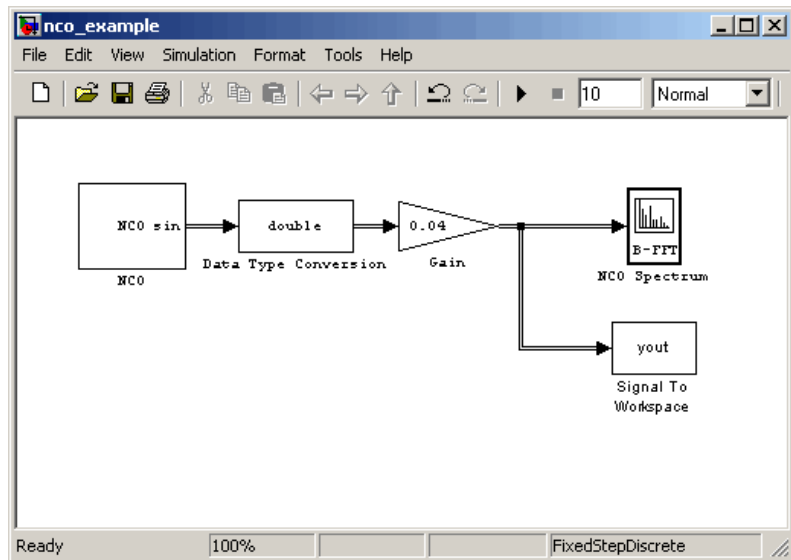 nco_example
File Edit View Simulation Format Tools Help
10 Normal
NCO sin
NCO
double
Data Type Conversion
0.04
Gain
B-FFT
NCO Spectrum
yout
Signal To
Workspace
Ready 100% FixedStepDiscrete